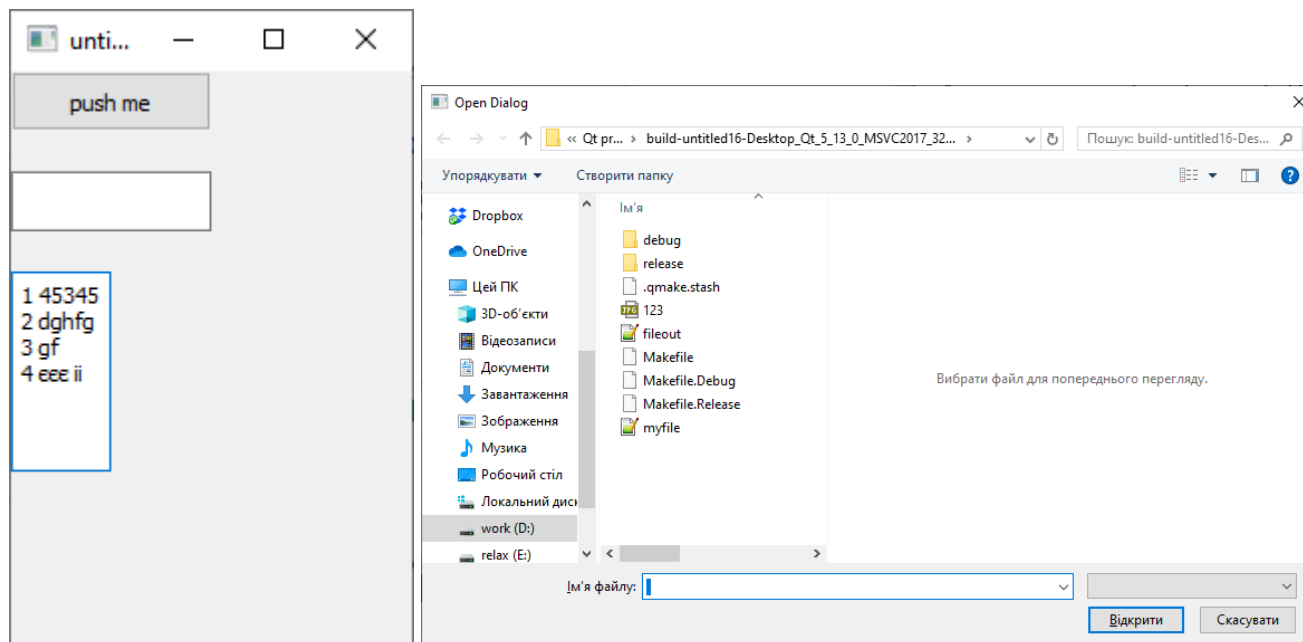 unti...
push me
1 45345
2 dghfg
3 gf
4 єєє іі
Open Dialog
« Qt pr... › build-untitled16-Desktop_Qt_5_13_0_MSVC2017_32... ›
Пошук: build-untitled16-Des...
Упорядкувати
Створити папку
Dropbox
OneDrive
Цей ПК
3D-об'єкти
Відеозаписи
Документи
Завантаження
Зображення
Музика
Робочий стіл
Локальний диск
work (D:)
relax (E:)
Ім'я
debug
release
.qmake.stash
123
fileout
Makefile
Makefile.Debug
Makefile.Release
myfile
Вибрати файл для попереднього перегляду.
Ім'я файлу:
Відкрити
Скасувати